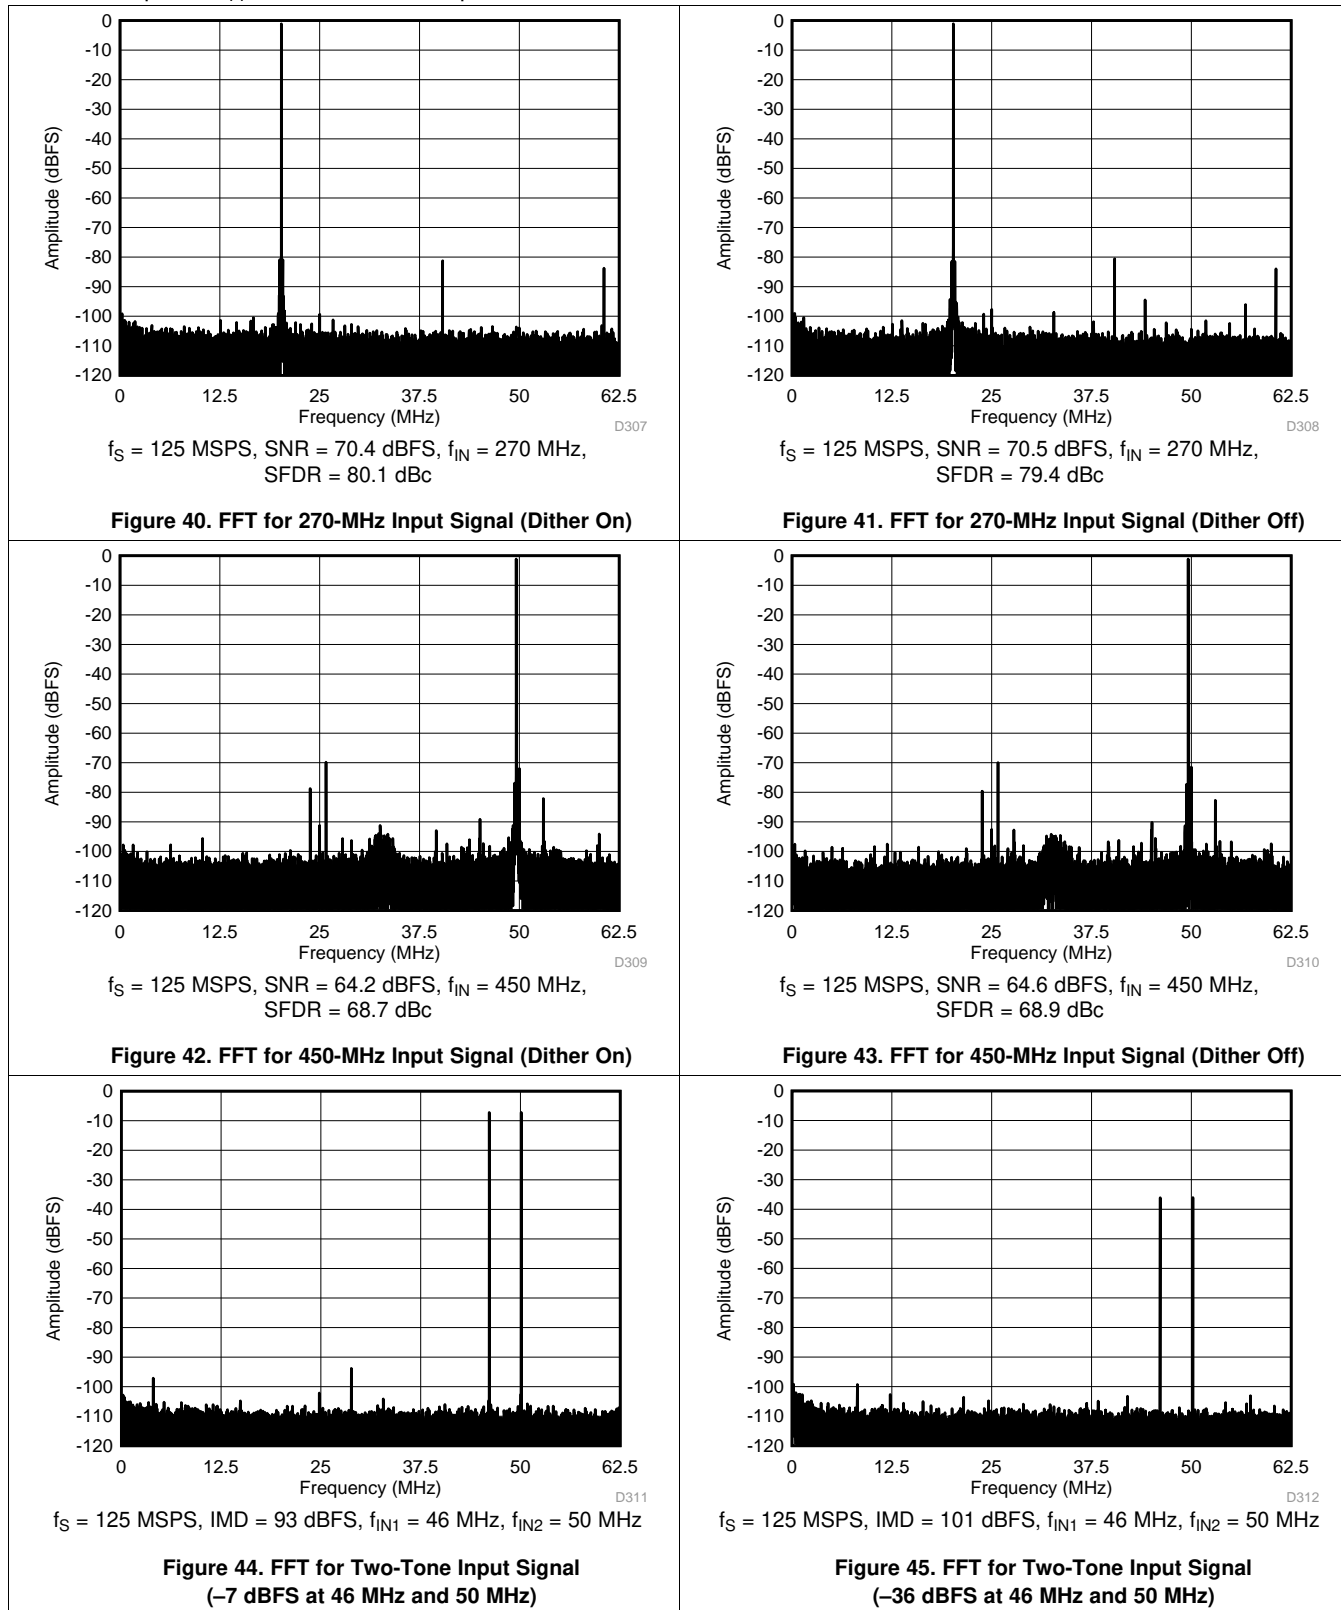 0
-10
-20
-30
-40
-50
-60
-70
-80
-90
-100
-110
-120
Amplitude (dBFS)
0 12.5 25 37.5 50 62.5
Frequency (MHz)
D307
fS = 125 MSPS, SNR = 70.4 dBFS, fIN = 270 MHz,
SFDR = 80.1 dBc
Figure 40. FFT for 270-MHz Input Signal (Dither On)
0
-10
-20
-30
-40
-50
-60
-70
-80
-90
-100
-110
-120
Amplitude (dBFS)
0 12.5 25 37.5 50 62.5
Frequency (MHz)
D308
fS = 125 MSPS, SNR = 70.5 dBFS, fIN = 270 MHz,
SFDR = 79.4 dBc
Figure 41. FFT for 270-MHz Input Signal (Dither Off)
0
-10
-20
-30
-40
-50
-60
-70
-80
-90
-100
-110
-120
Amplitude (dBFS)
0 12.5 25 37.5 50 62.5
Frequency (MHz)
D309
fS = 125 MSPS, SNR = 64.2 dBFS, fIN = 450 MHz,
SFDR = 68.7 dBc
Figure 42. FFT for 450-MHz Input Signal (Dither On)
0
-10
-20
-30
-40
-50
-60
-70
-80
-90
-100
-110
-120
Amplitude (dBFS)
0 12.5 25 37.5 50 62.5
Frequency (MHz)
D310
fS = 125 MSPS, SNR = 64.6 dBFS, fIN = 450 MHz,
SFDR = 68.9 dBc
Figure 43. FFT for 450-MHz Input Signal (Dither Off)
0
-10
-20
-30
-40
-50
-60
-70
-80
-90
-100
-110
-120
Amplitude (dBFS)
0 12.5 25 37.5 50 62.5
Frequency (MHz)
D311
fS = 125 MSPS, IMD = 93 dBFS, fIN1 = 46 MHz, fIN2 = 50 MHz
Figure 44. FFT for Two-Tone Input Signal
(–7 dBFS at 46 MHz and 50 MHz)
0
-10
-20
-30
-40
-50
-60
-70
-80
-90
-100
-110
-120
Amplitude (dBFS)
0 12.5 25 37.5 50 62.5
Frequency (MHz)
D312
fS = 125 MSPS, IMD = 101 dBFS, fIN1 = 46 MHz, fIN2 = 50 MHz
Figure 45. FFT for Two-Tone Input Signal
(–36 dBFS at 46 MHz and 50 MHz)